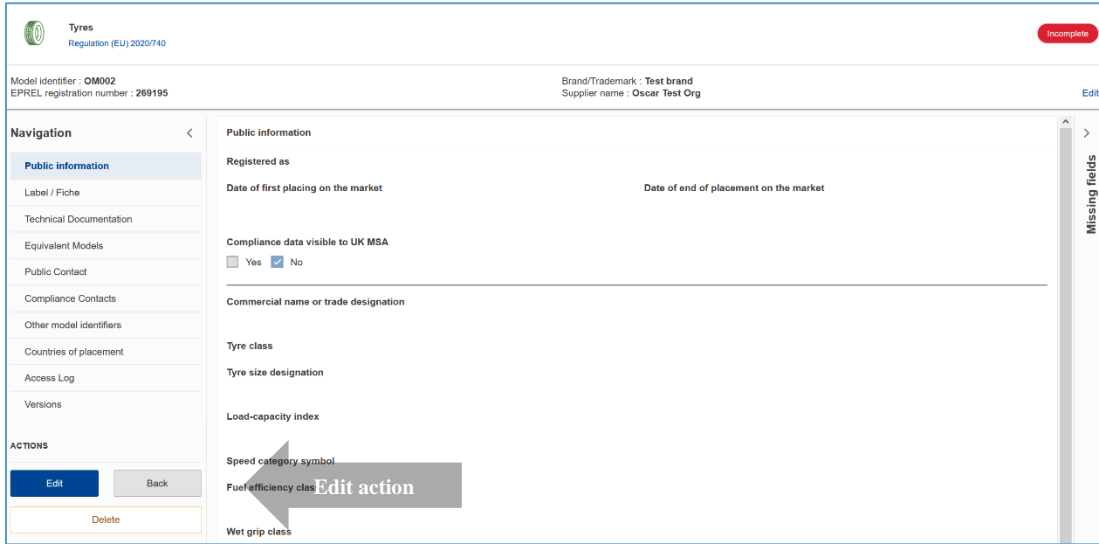 Tyres
Regulation (EU) 2020/740
Incomplete
Model identifier : OM002
EPREL registration number : 269195
Brand/Trademark : Test brand
Supplier name : Oscar Test Org
Edit
Navigation
Public information
Label / Fiche
Technical Documentation
Equivalent Models
Public Contact
Compliance Contacts
Other model identifiers
Countries of placement
Access Log
Versions
ACTIONS
Edit
Back
Delete
Public information
Registered as
Date of first placing on the market
Date of end of placement on the market
Compliance data visible to UK MSA
Yes No
Commercial name or trade designation
Tyre class
Tyre size designation
Load-capacity index
Speed category symbol
Fuel efficiency clas
Edit action
Wet grip class
Missing fields